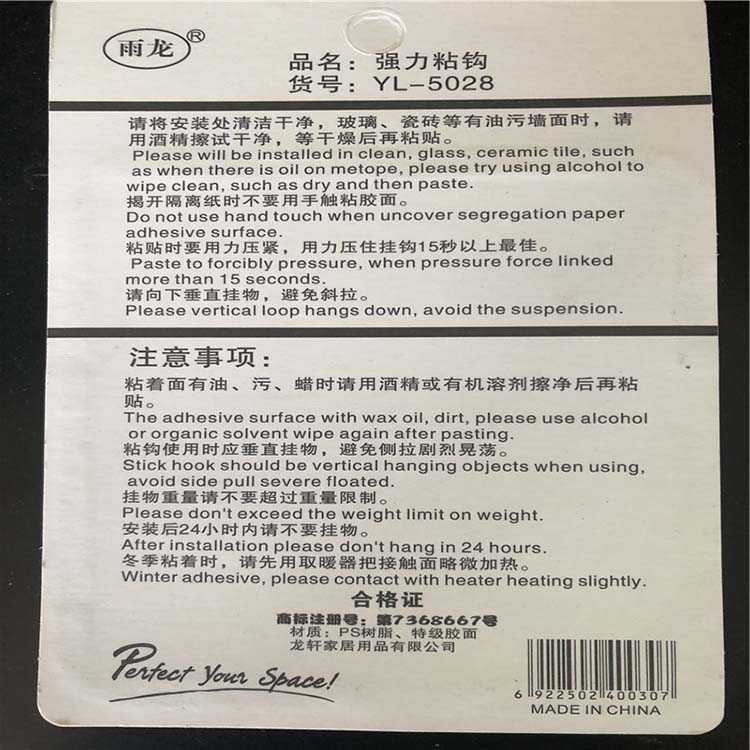 雨龙®
品名：强力粘钩
货号：YL-5028
请将安装处清洁干净，玻璃、瓷砖等有油污墙面时，请
用酒精擦试干净，等干燥后再粘贴。
Please will be installed in clean, glass, ceramic tile, such
as when there is oil on metope, please try using alcohol to
wipe clean, such as dry and then paste.
揭开隔离纸时不要用手触粘胶面。
Do not use hand touch when uncover segregation paper
adhesive surface.
粘贴时要用力压紧，用力压住挂钩15秒以上最佳。
Paste to forcibly pressure, when pressure force linked
more than 15 seconds.
请向下垂直挂物，避免斜拉。
Please vertical loop hangs down, avoid the suspension.
注意事项：
粘着面有油、污、蜡时请用酒精或有机溶剂擦净后再粘
贴。
The adhesive surface with wax oil, dirt, please use alcohol
or organic solvent wipe again after pasting.
粘钩使用时应垂直挂物，避免侧拉剧烈晃荡。
Stick hook should be vertical hanging objects when using,
avoid side pull severe floated.
挂物重量请不要超过重量限制。
Please don't exceed the weight limit on weight.
安装后24小时内请不要挂物。
After installation please don't hang in 24 hours.
冬季粘着时，请先用取暖器把接触面略微加热。
Winter adhesive, please contact with heater heating slightly.
合格证
商标注册号：第7368667号
材质：PS树脂、特级胶面
龙轩家居用品有限公司
Perfect Your Space!
6 922502 400307
MADE IN CHINA